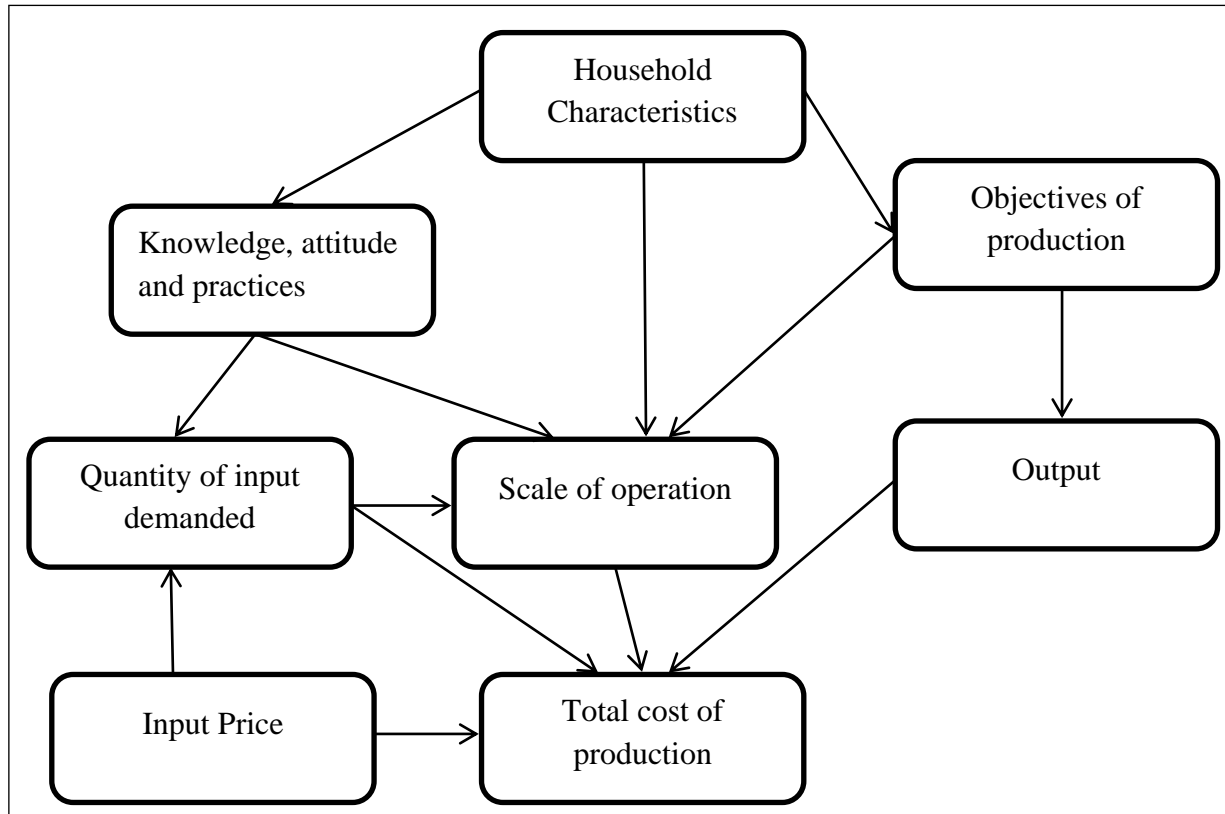 Household
Characteristics
Objectives of
production
Knowledge, attitude
and practices
Quantity of input
demanded
Scale of operation
Output
Input Price
Total cost of
production